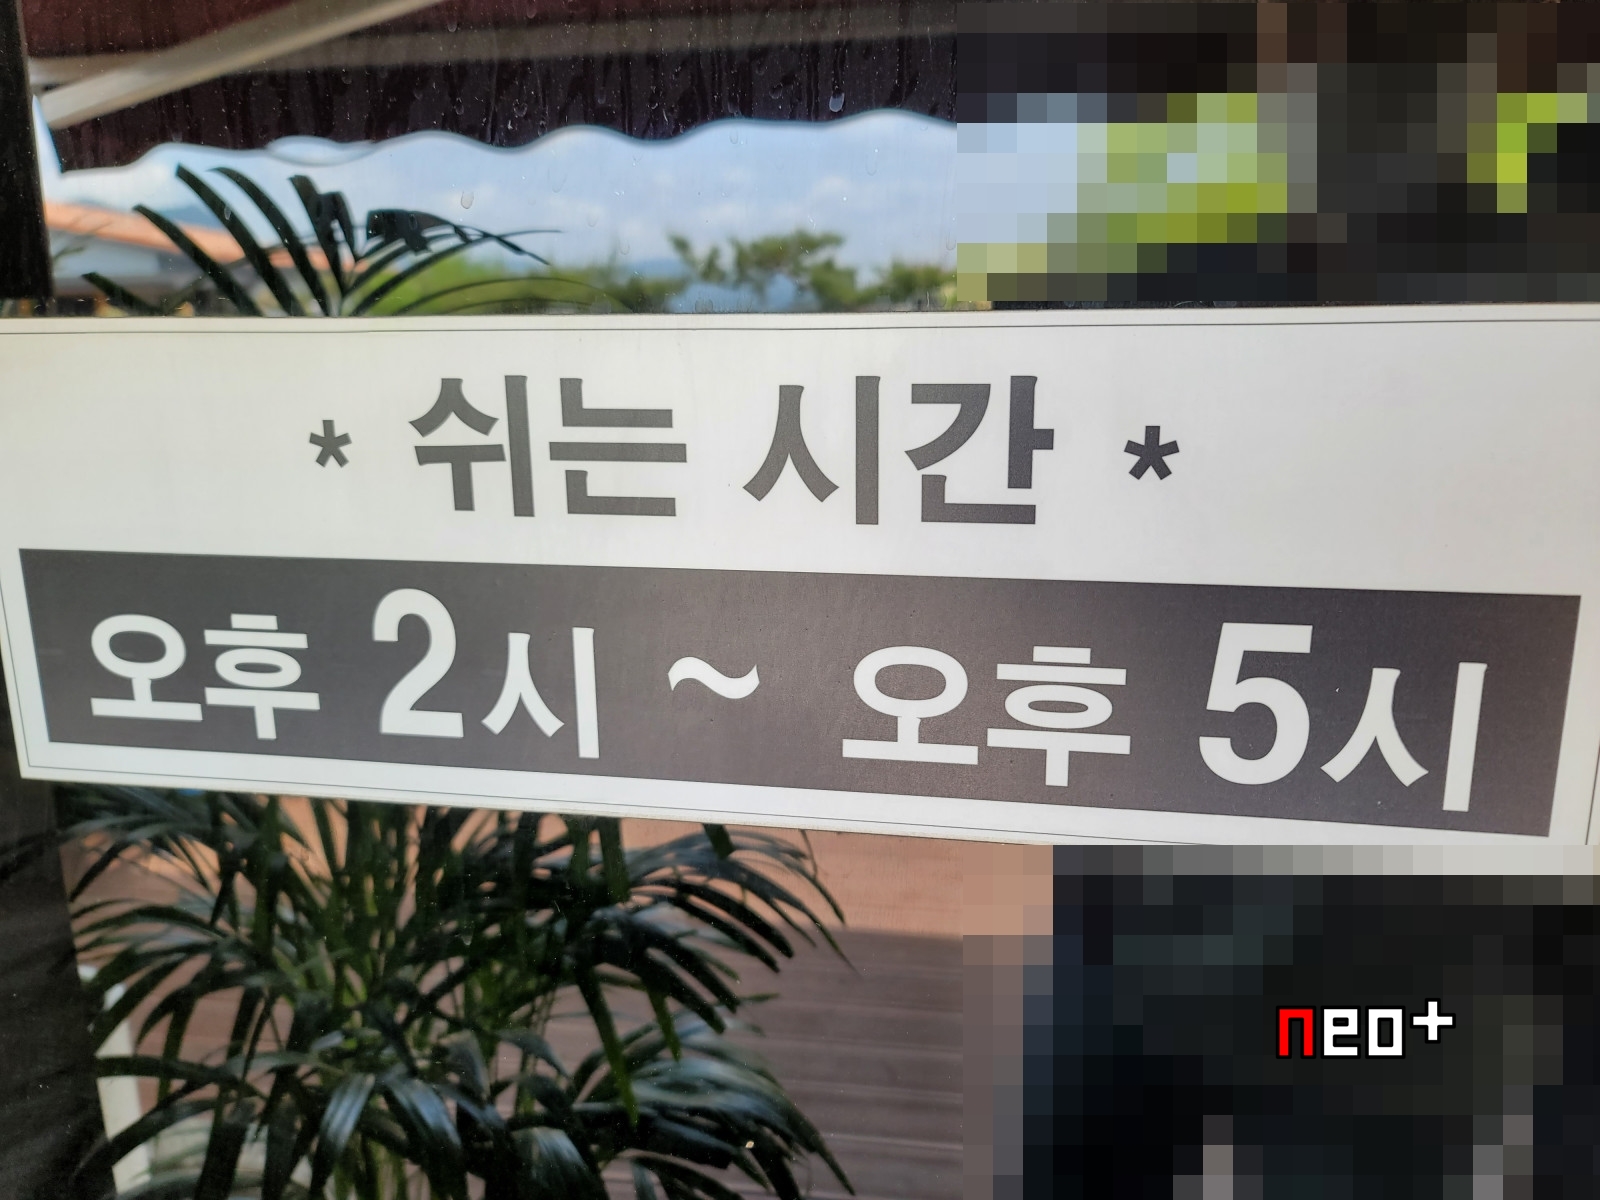 * 쉬는 시간 *
오후 2시 ~ 오후 5시
neo+